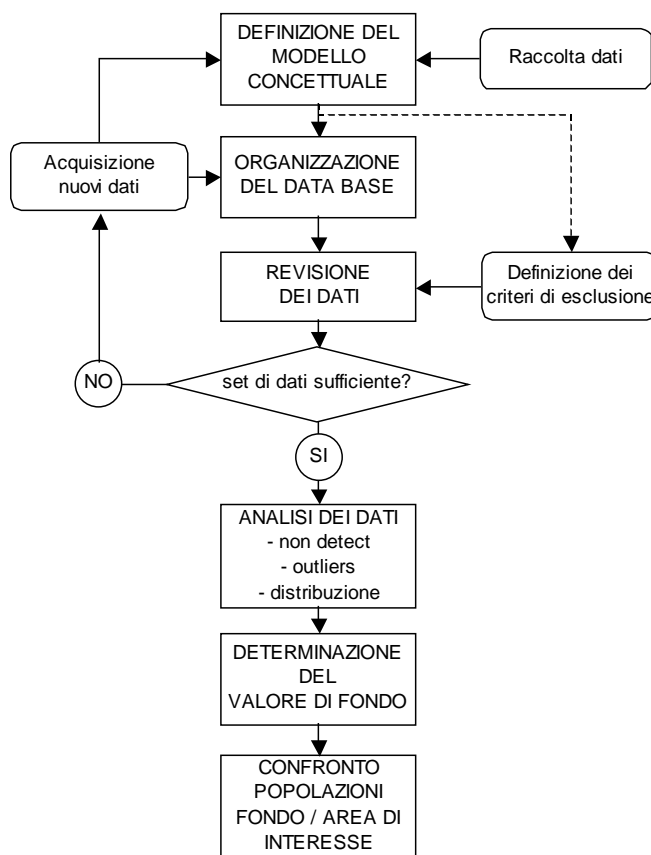 DEFINIZIONE DEL
MODELLO
CONCETTUALE
Raccolta dati
Acquisizione
nuovi dati
ORGANIZZAZIONE
DEL DATA BASE
REVISIONE
DEI DATI
Definizione dei
criteri di esclusione
NO
set di dati sufficiente?
SI
ANALISI DEI DATI
- non detect
- outliers
- distribuzione
DETERMINAZIONE
DEL
VALORE DI FONDO
CONFRONTO
POPOLAZIONI
FONDO / AREA DI
INTERESSE